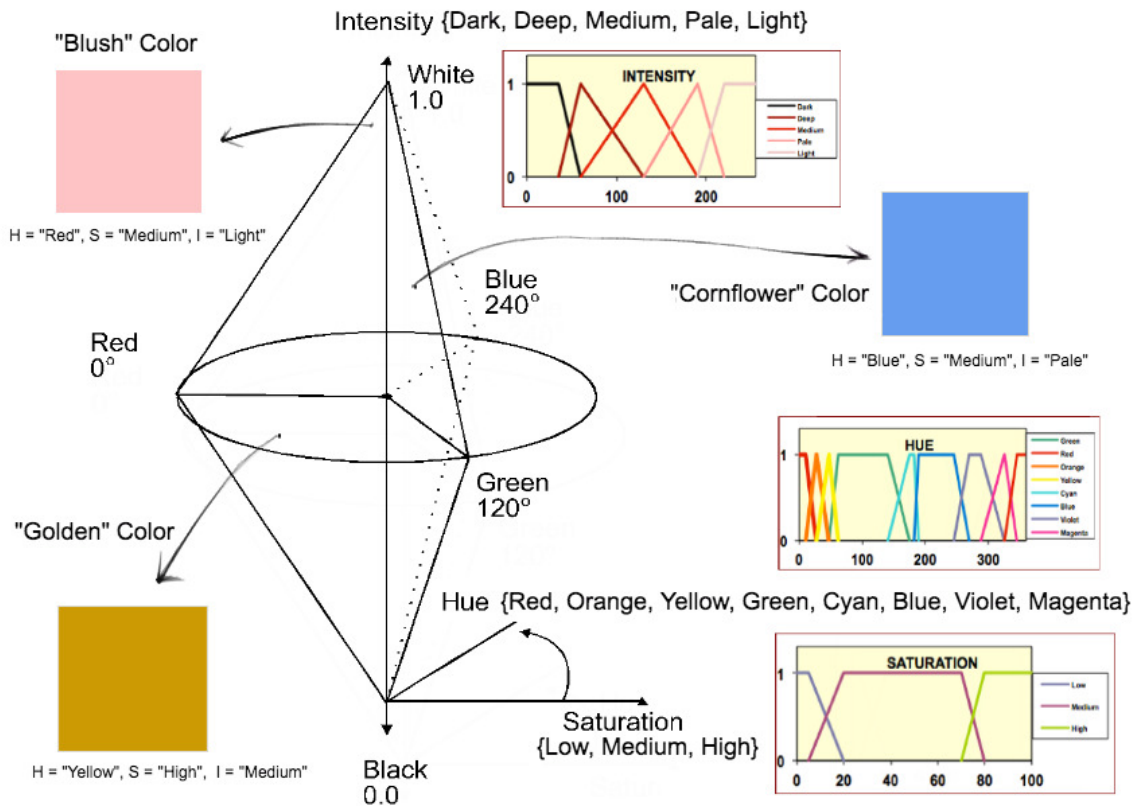 Intensity {Dark, Deep, Medium, Pale, Light}
"Blush" Color
White
1.0
INTENSITY
1
0
0
100
200
Dark
Deep
Medium
Pale
Light
H = "Red", S = "Medium", I = "Light"
Blue
240°
"Cornflower" Color
H = "Blue", S = "Medium", I = "Pale"
Red
0°
HUE
1
0
0
100
200
300
Green
Red
Orange
Yellow
Cyan
Blue
Violet
Magenta
Green
120°
"Golden" Color
H = "Yellow", S = "High", I = "Medium"
Hue {Red, Orange, Yellow, Green, Cyan, Blue, Violet, Magenta}
SATURATION
1
0
0
20
40
60
80
100
Low
Medium
High
Saturation
{Low, Medium, High}
Black
0.0